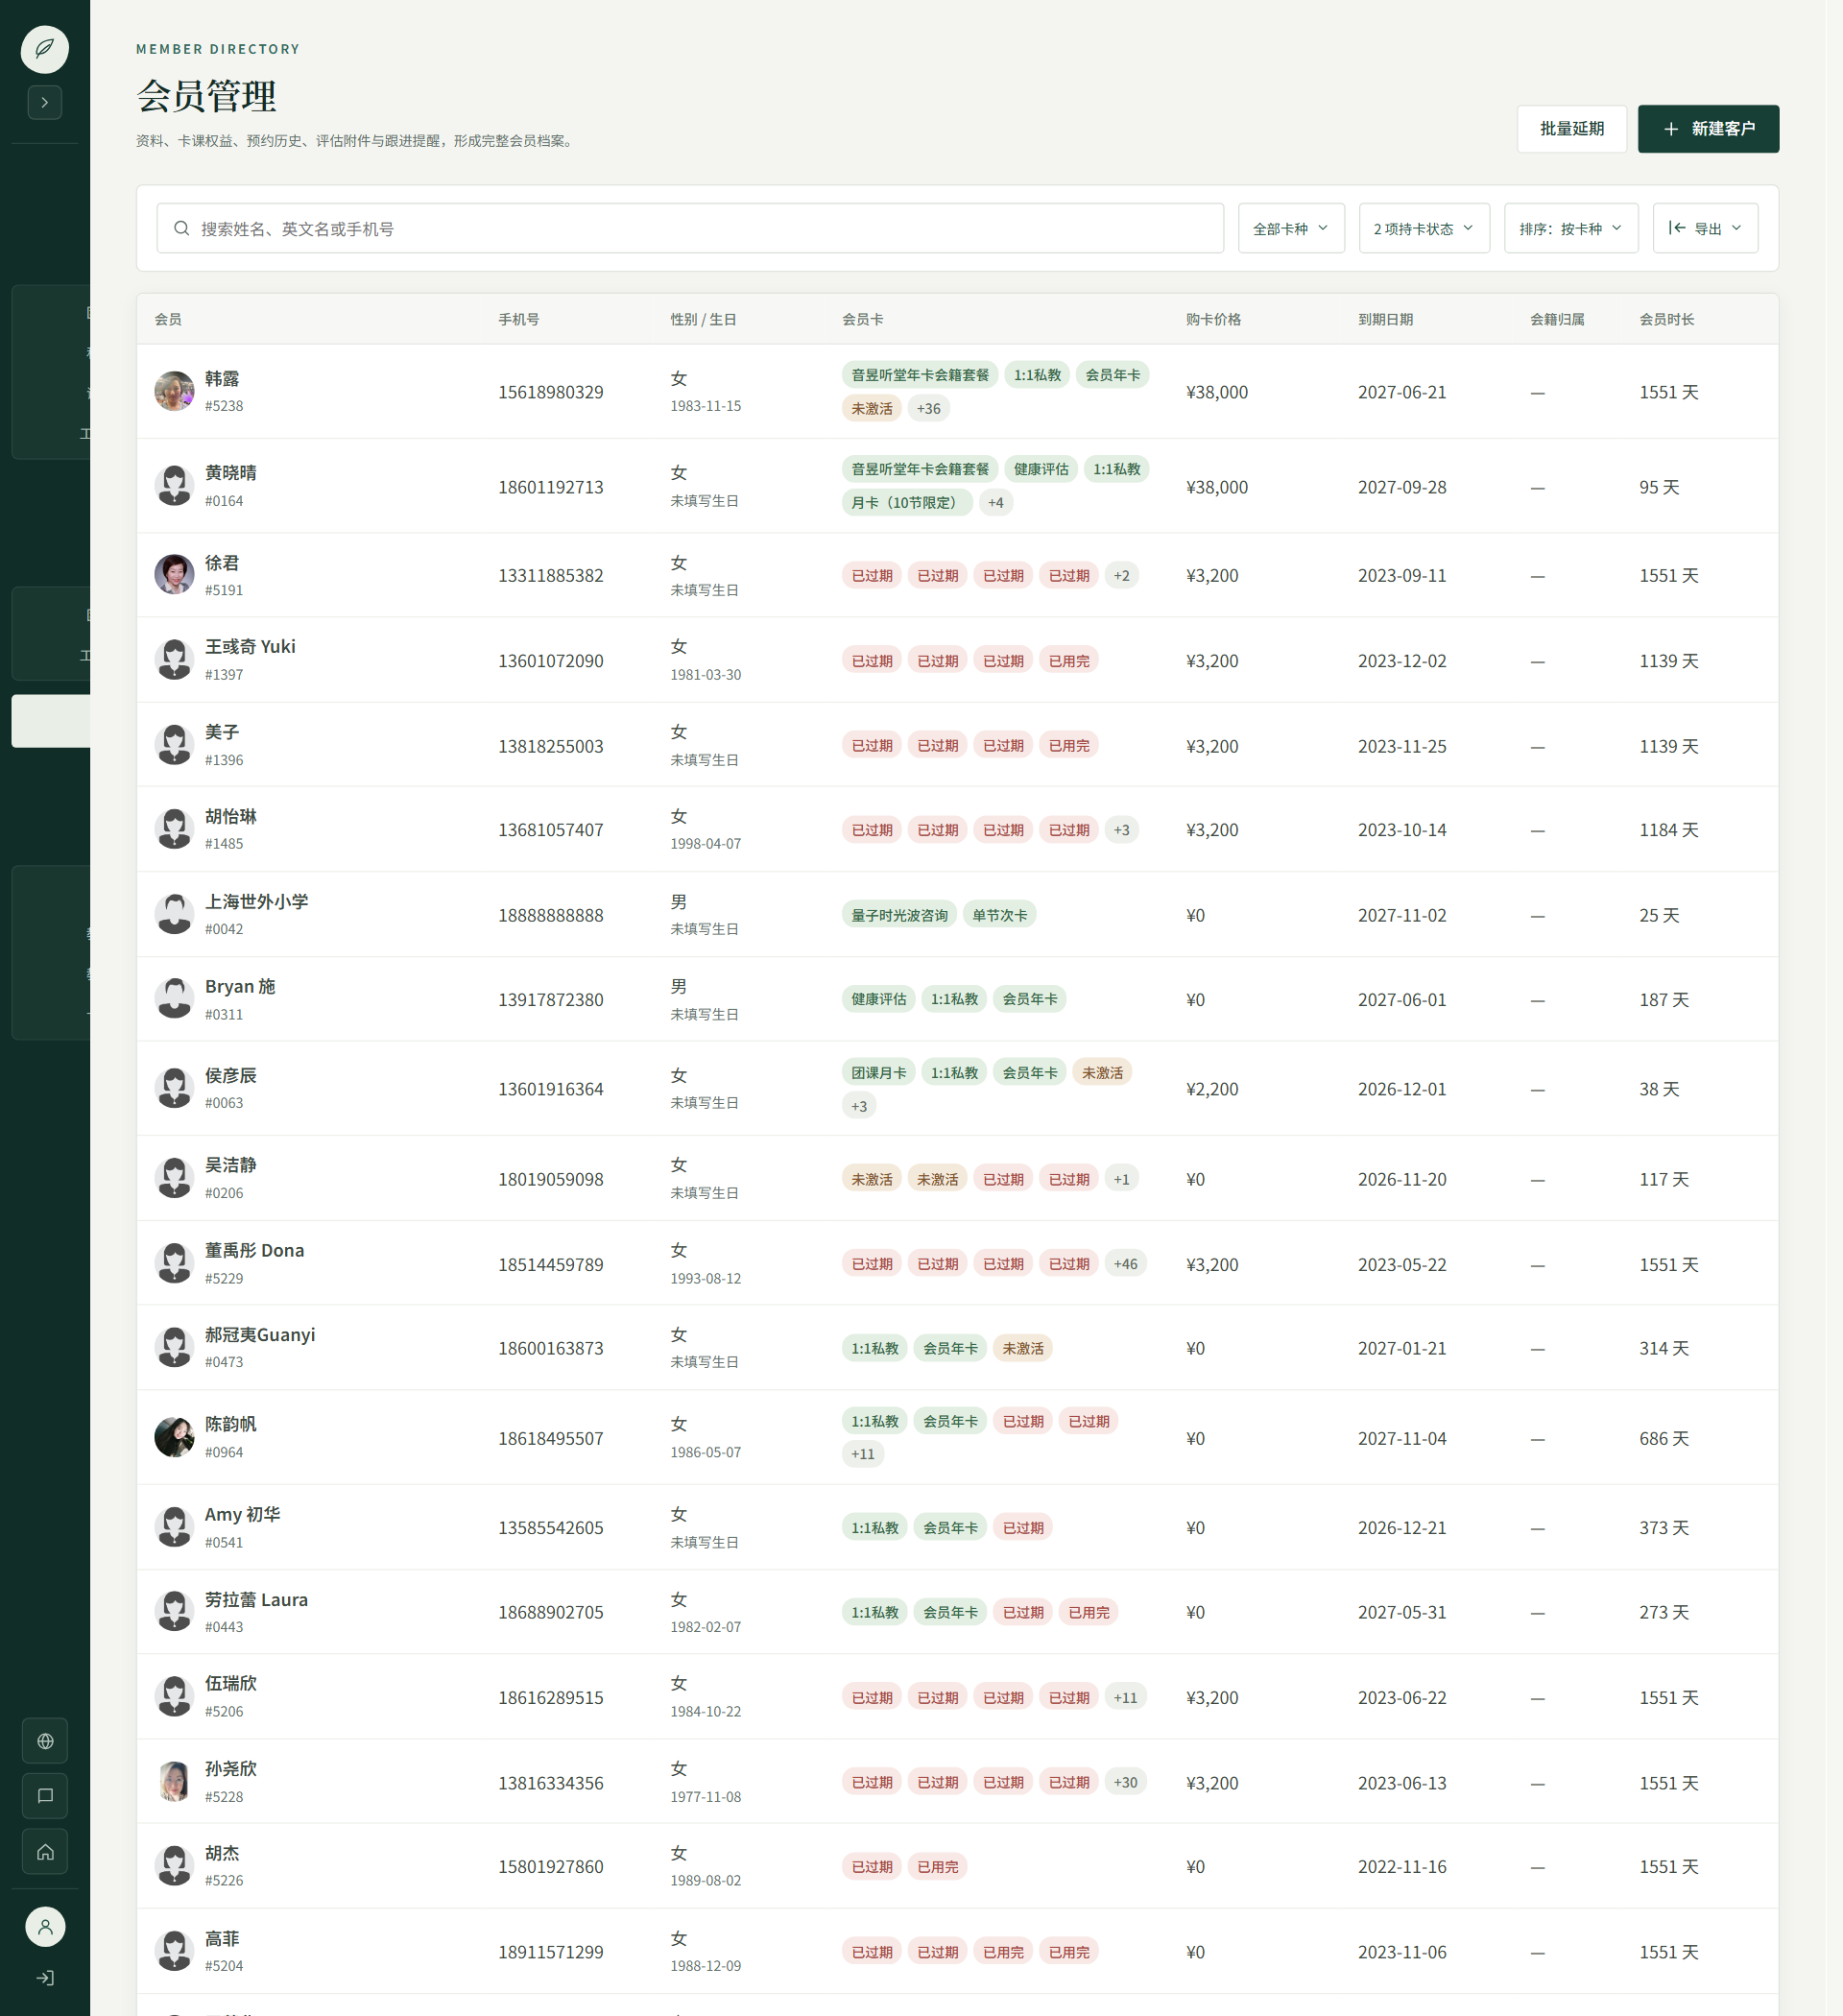 MEMBER DIRECTORY
会员管理
资料、卡课权益、预约历史、评估附件与跟进提醒，形成完整会员档案。
批量延期
新建客户
搜索姓名、英文名或手机号
全部卡种
2 项持卡状态
排序：按卡种
导出
会员 手机号 性别 / 生日 会员卡 购卡价格 到期日期 会籍归属 会员时长
韩露 #5238 15618980329 女 1983-11-15 音昱听堂年卡会籍套餐 1:1私教 会员年卡 未激活 +36 ¥38,000 2027-06-21 — 1551 天
黄晓晴 #0164 18601192713 女 未填写生日 音昱听堂年卡会籍套餐 健康评估 1:1私教 月卡（10节限定） +4 ¥38,000 2027-09-28 — 95 天
徐君 #5191 13311885382 女 未填写生日 已过期 已过期 已过期 已过期 +2 ¥3,200 2023-09-11 — 1551 天
王彧奇 Yuki #1397 13601072090 女 1981-03-30 已过期 已过期 已过期 已用完 ¥3,200 2023-12-02 — 1139 天
美子 #1396 13818255003 女 未填写生日 已过期 已过期 已过期 已用完 ¥3,200 2023-11-25 — 1139 天
胡怡琳 #1485 13681057407 女 1998-04-07 已过期 已过期 已过期 已过期 +3 ¥3,200 2023-10-14 — 1184 天
上海世外小学 #0042 18888888888 男 未填写生日 量子时光波咨询 单节次卡 ¥0 2027-11-02 — 25 天
Bryan 施 #0311 13917872380 男 未填写生日 健康评估 1:1私教 会员年卡 ¥0 2027-06-01 — 187 天
侯彦辰 #0063 13601916364 女 未填写生日 团课月卡 1:1私教 会员年卡 未激活 +3 ¥2,200 2026-12-01 — 38 天
吴洁静 #0206 18019059098 女 未填写生日 未激活 未激活 已过期 已过期 +1 ¥0 2026-11-20 — 117 天
董禹彤 Dona #5229 18514459789 女 1993-08-12 已过期 已过期 已过期 已过期 +46 ¥3,200 2023-05-22 — 1551 天
郝冠夷Guanyi #0473 18600163873 女 未填写生日 1:1私教 会员年卡 未激活 ¥0 2027-01-21 — 314 天
陈韵帆 #0964 18618495507 女 1986-05-07 1:1私教 会员年卡 已过期 已过期 +11 ¥0 2027-11-04 — 686 天
Amy 初华 #0541 13585542605 女 未填写生日 1:1私教 会员年卡 已过期 ¥0 2026-12-21 — 373 天
劳拉蕾 Laura #0443 18688902705 女 1982-02-07 1:1私教 会员年卡 已过期 已用完 ¥0 2027-05-31 — 273 天
伍瑞欣 #5206 18616289515 女 1984-10-22 已过期 已过期 已过期 已过期 +11 ¥3,200 2023-06-22 — 1551 天
孙尧欣 #5228 13816334356 女 1977-11-08 已过期 已过期 已过期 已过期 +30 ¥3,200 2023-06-13 — 1551 天
胡杰 #5226 15801927860 女 1989-08-02 已过期 已用完 ¥0 2022-11-16 — 1551 天
高菲 #5204 18911571299 女 1988-12-09 已过期 已过期 已用完 已用完 ¥0 2023-11-06 — 1551 天